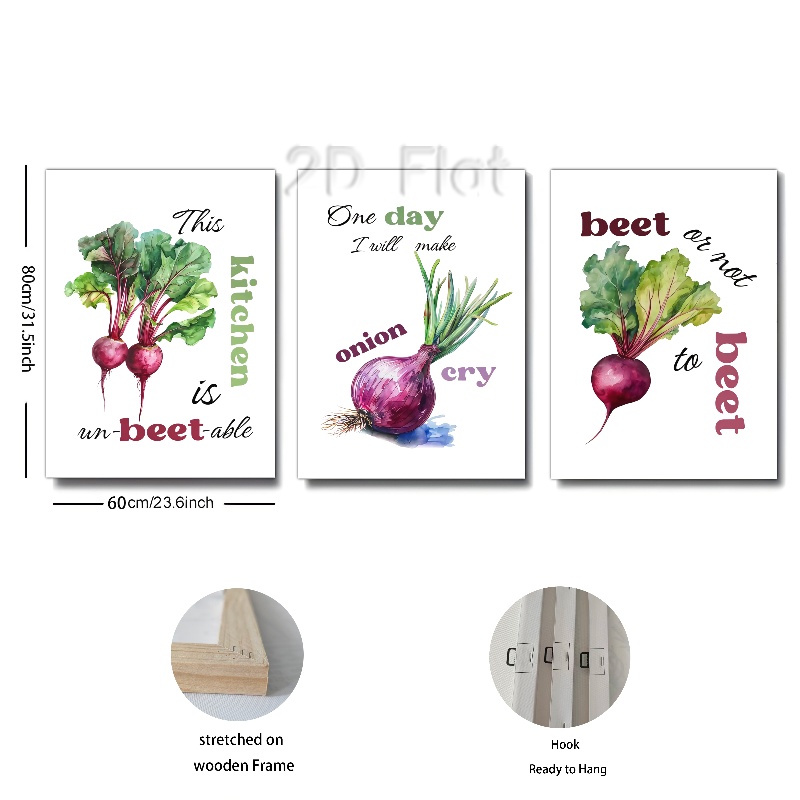 2D Flat
This
kitchen
is
un-beet-able
One day
I will make
onion
cry
beet
or not
to
beet
80cm/31.5inch
60cm/23.6inch
stretched on
wooden Frame
Hook
Ready to Hang